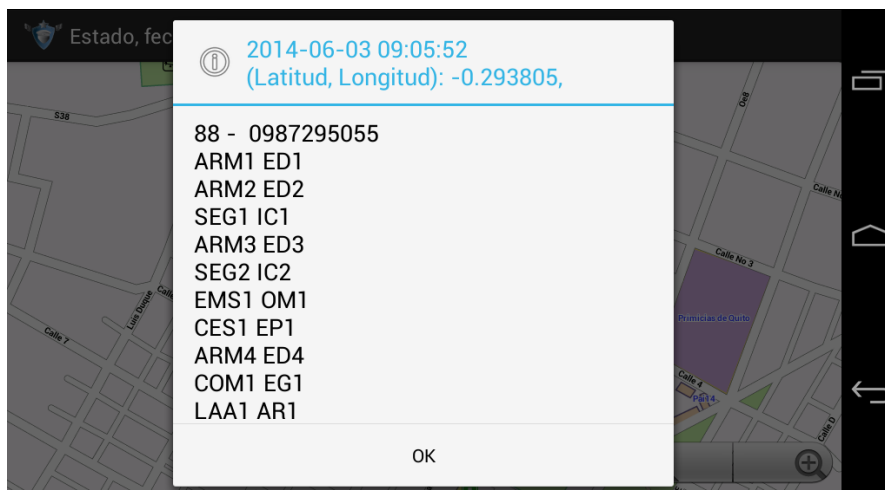 Estado, fec
2014-06-03 09:05:52
(Latitud, Longitud): -0.293805,
88 - 0987295055
ARM1 ED1
ARM2 ED2
SEG1 IC1
ARM3 ED3
SEG2 IC2
EMS1 OM1
CES1 EP1
ARM4 ED4
COM1 EG1
LAA1 AR1
OK
S38
Luis Duque
Calle 7
Oe8
Calle No 3
Primicias de Quito
Calle 4
Calle D